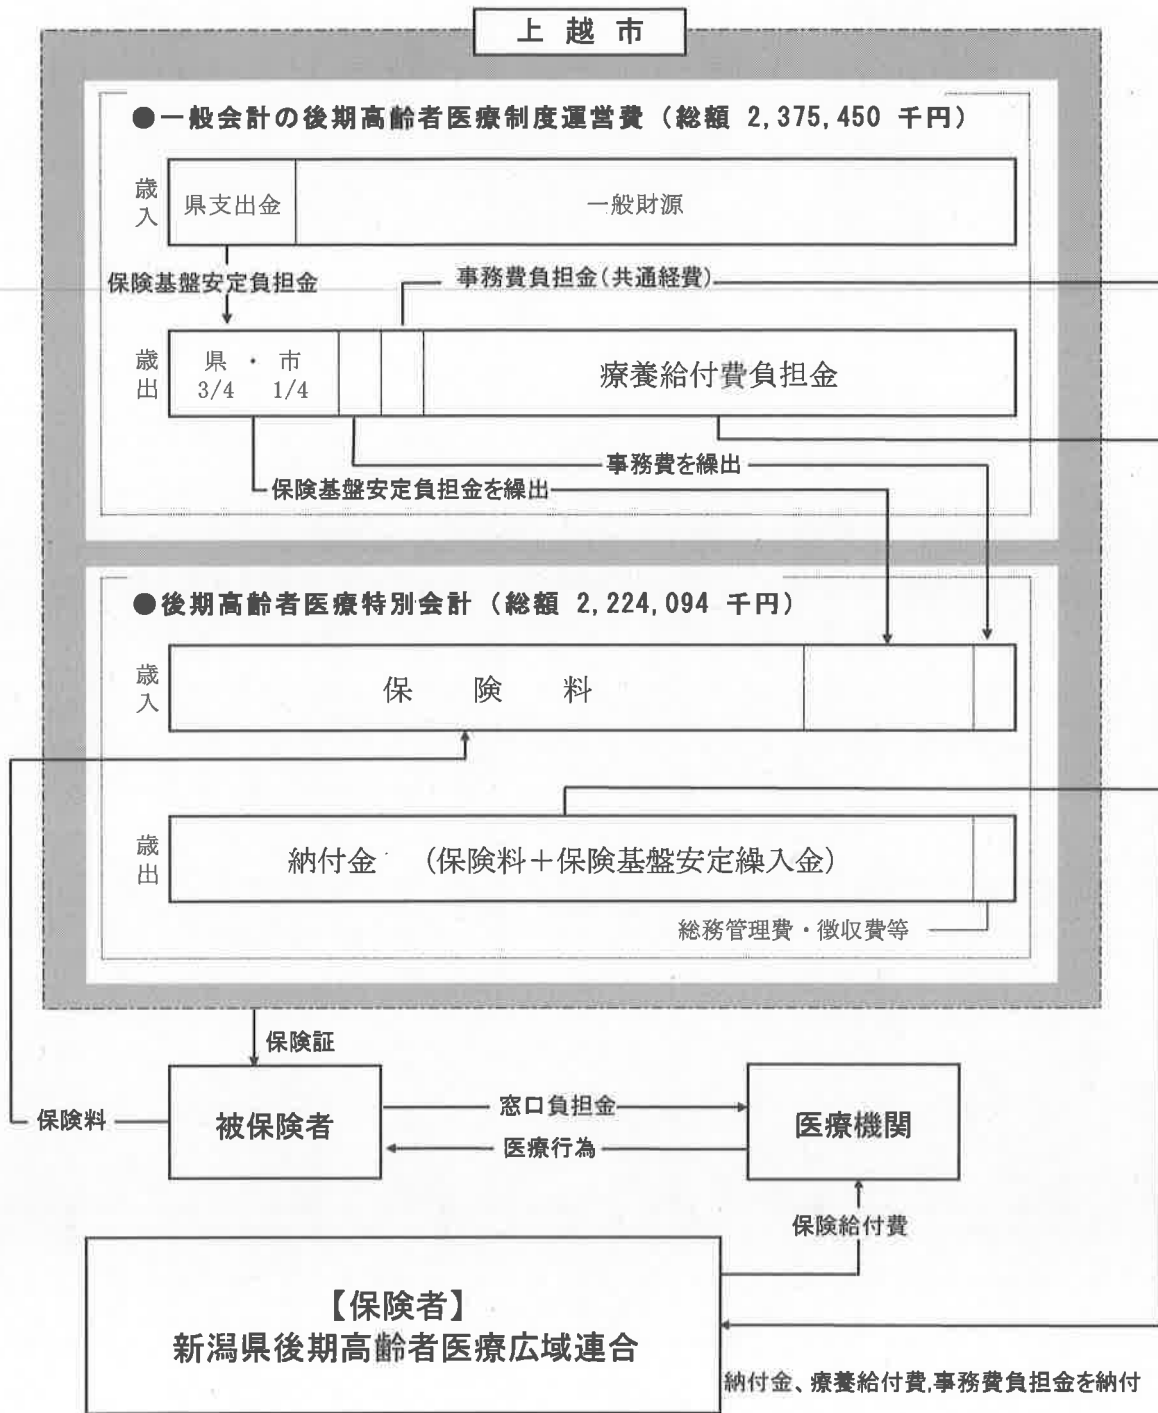 上越市
●一般会計の後期高齢者医療制度運営費（総額 2,375,450 千円）
歳入
県支出金
一般財源
保険基盤安定負担金
事務費負担金（共通経費）
歳出
県 ・ 市
3/4 1/4
療養給付費負担金
事務費を繰出
保険基盤安定負担金を繰出
●後期高齢者医療特別会計（総額 2,224,094 千円）
歳入
保険料
歳出
納付金 （保険料＋保険基盤安定繰入金）
総務管理費・徴収費等
保険証
保険料
被保険者
窓口負担金
医療行為
医療機関
保険給付費
【保険者】
新潟県後期高齢者医療広域連合
納付金、療養給付費,事務費負担金を納付